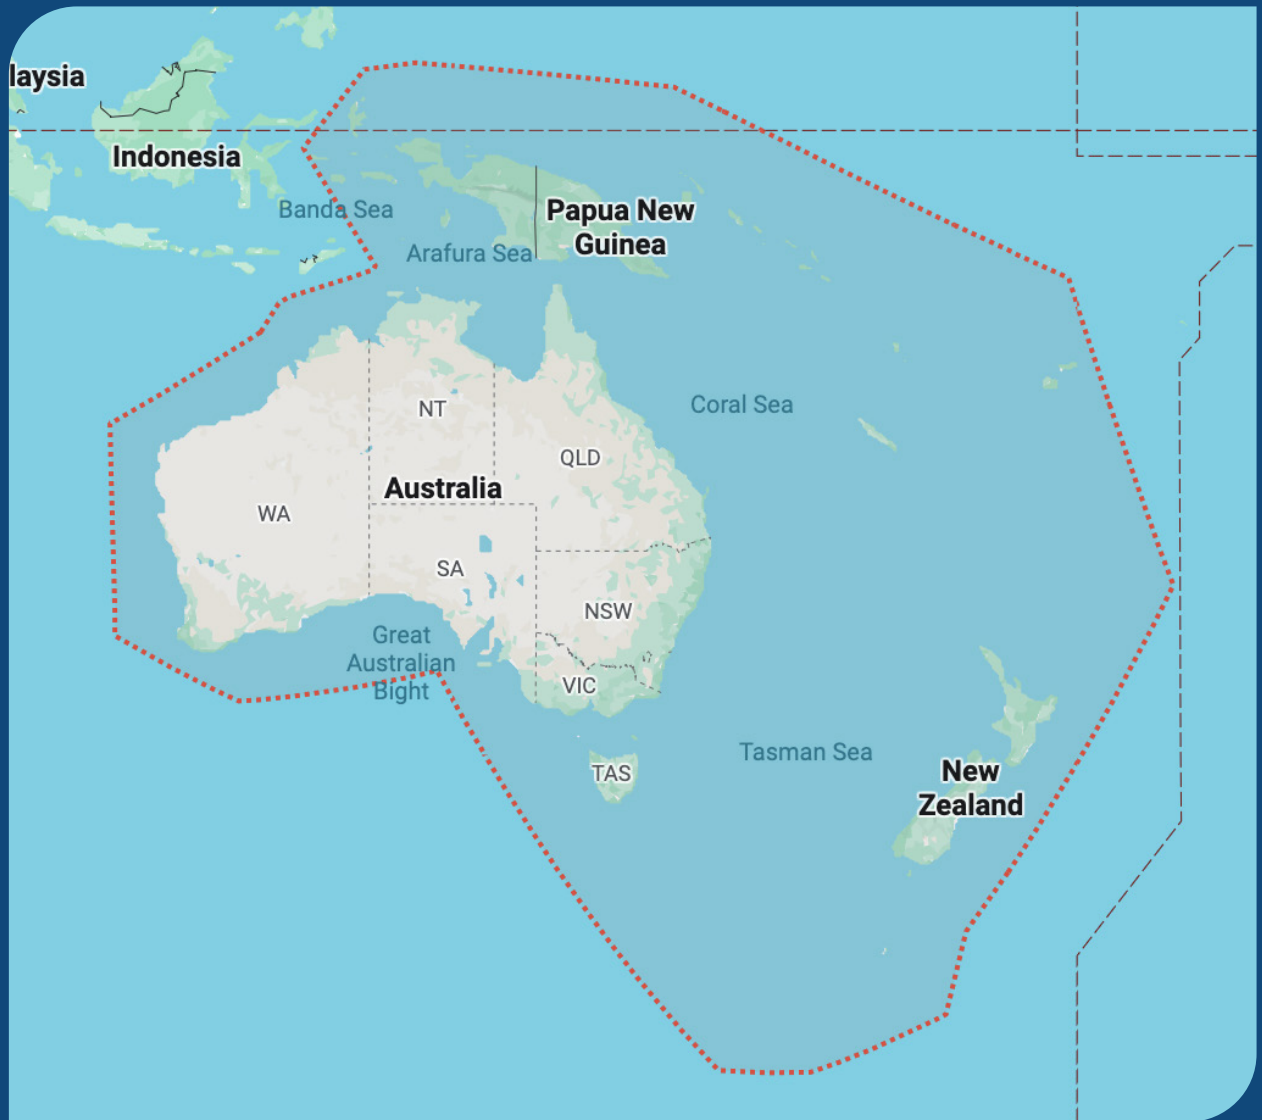 laysia
Indonesia
Banda Sea
Papua New
Guinea
Arafura Sea
Coral Sea
NT
QLD
Australia
WA
SA
NSW
Great
Australian
Bight
VIC
Tasman Sea
TAS
New
Zealand